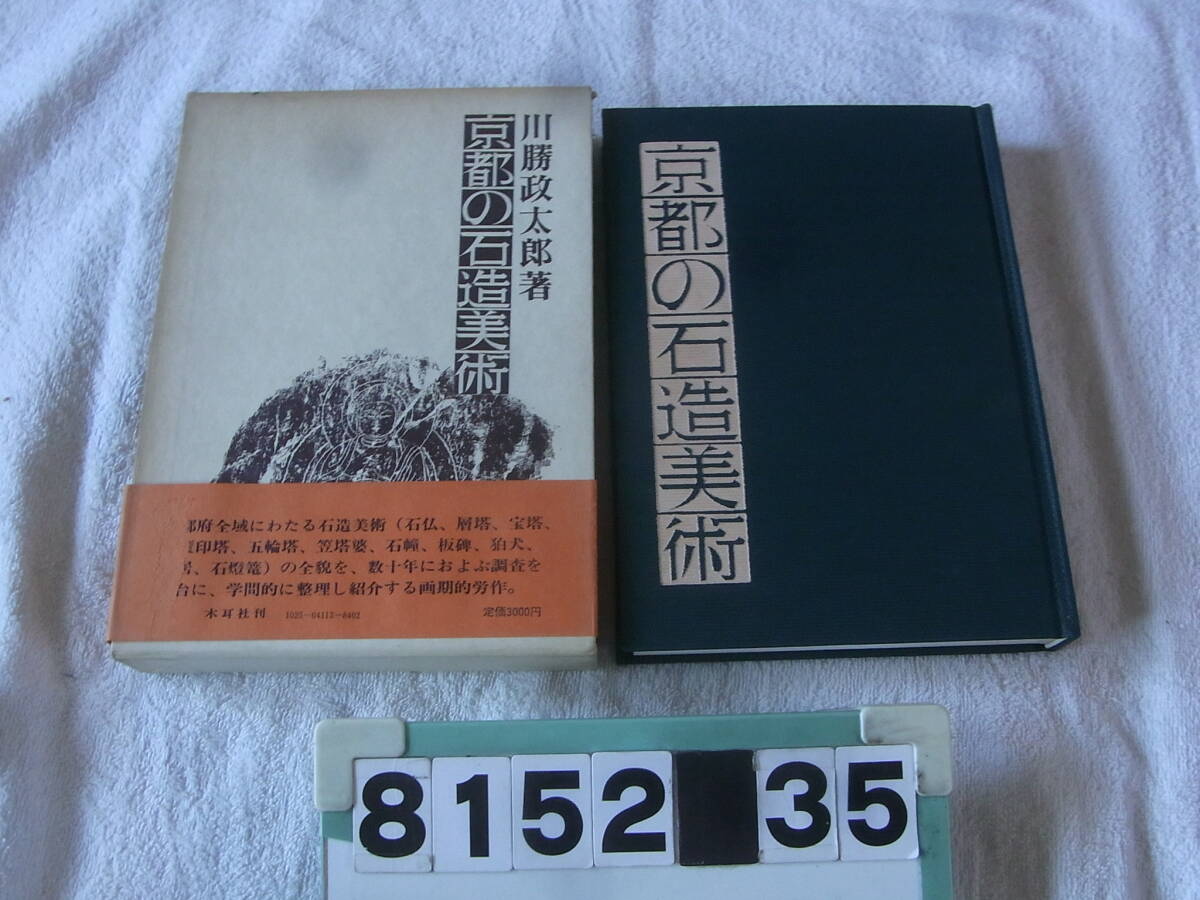 川勝政太郎著
京都の石造美術
府全域にわたる石造美術（石仏、層塔、宝塔、
印塔、五輪塔、笠塔婆、石幢、板碑、狛犬、
、石燈篭）の全貌を、数十年におよぶ調査を
台に、学問的に整理し紹介する画期的労作。
木耳社刊 1025-04113-8402 定価3000円
京都の石造美術
8152 35